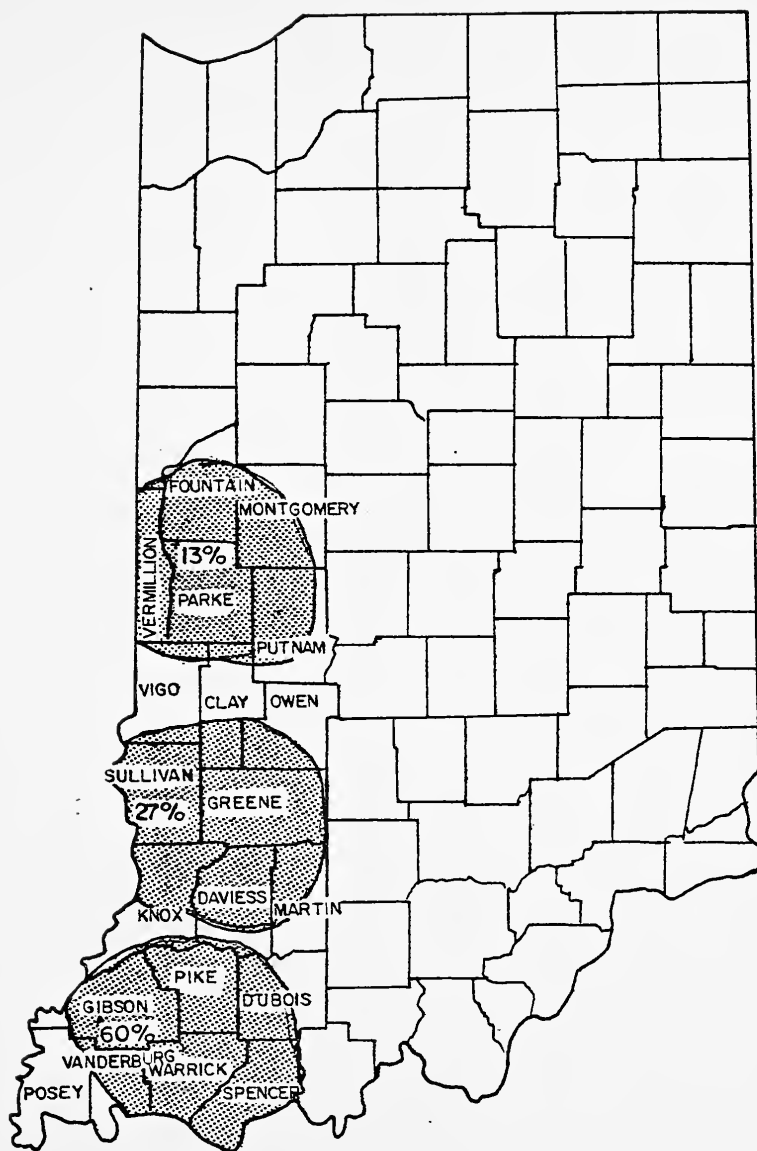 FOUNTAIN
MONTGOMERY
VERMILLION
13%
PARKE
PUTNAM
VIGO
CLAY
OWEN
SULLIVAN
27%
GREENE
DAVIESS
KNOX
MARTIN
PIKE
GIBSON
DUBOIS
60%
VANDERBURG
WARRICK
POSEY
SPENCER